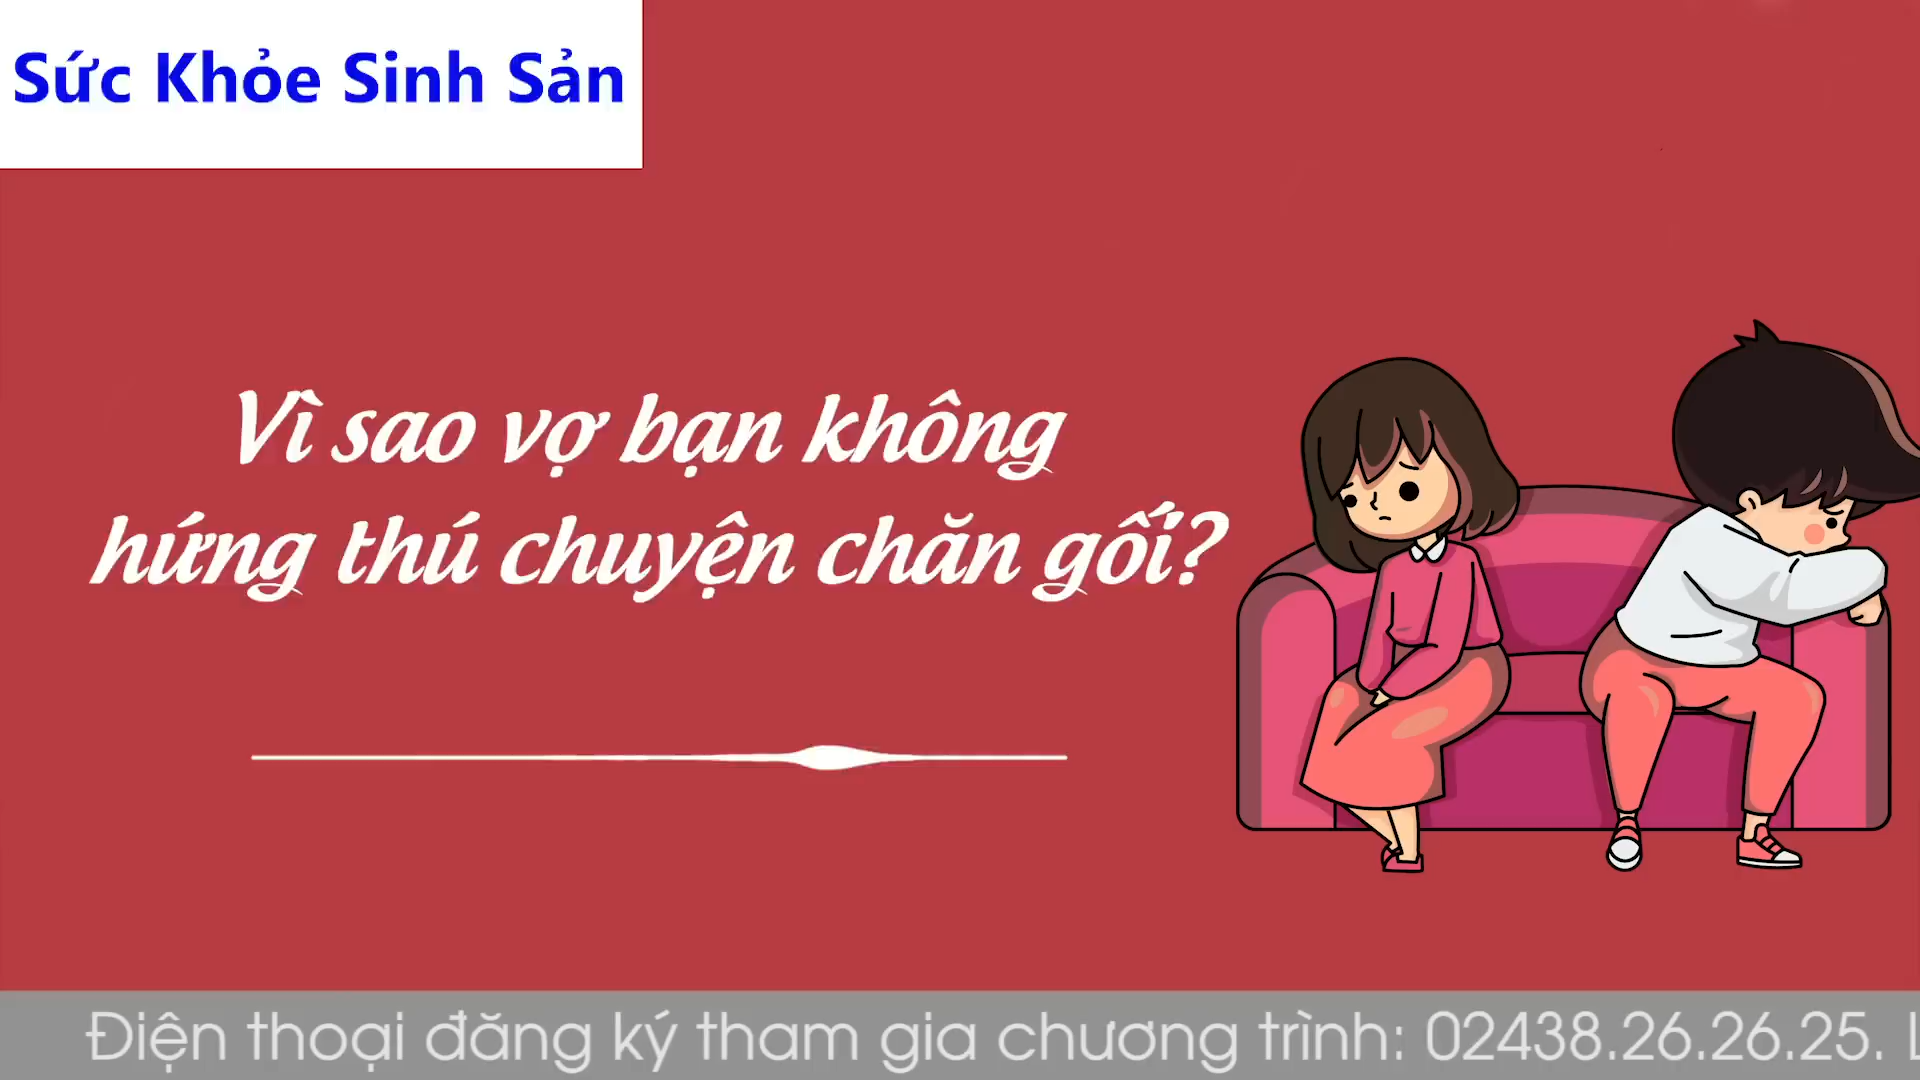 Sức Khỏe Sinh Sản
Vì sao vợ bạn không
hứng thú chuyện chăn gối?
Điện thoại đăng ký tham gia chương trình: 02438.26.26.25.